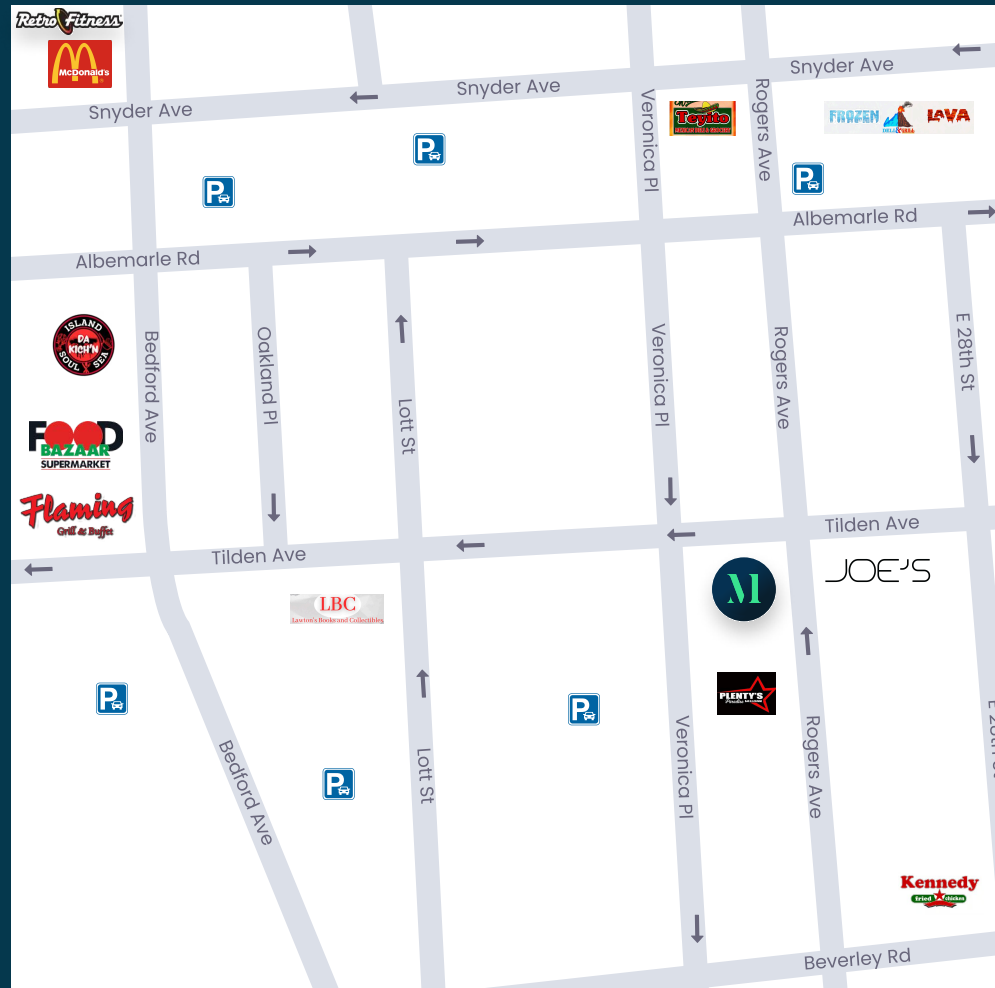 Retro Fitness
McDonald's
Snyder Ave
Snyder Ave
Snyder Ave
Veronica Pl
Rogers Ave
Teyito
FROZEN
LAVA
P
P
P
Albemarle Rd
Albemarle Rd
ISLAND
DA
KICH'N
SOUL SEA
Bedford Ave
Oakland Pl
Lott St
Veronica Pl
Rogers Ave
E 28th St
FOOD
BAZAAR
SUPERMARKET
Flaming
Grill & Buffet
Tilden Ave
Tilden Ave
LBC
Lawton's Books and Collectibles
M
JOE'S
PLENTY'S
P
P
P
Bedford Ave
Lott St
Veronica Pl
Rogers Ave
Kennedy
fried chicken
Beverley Rd